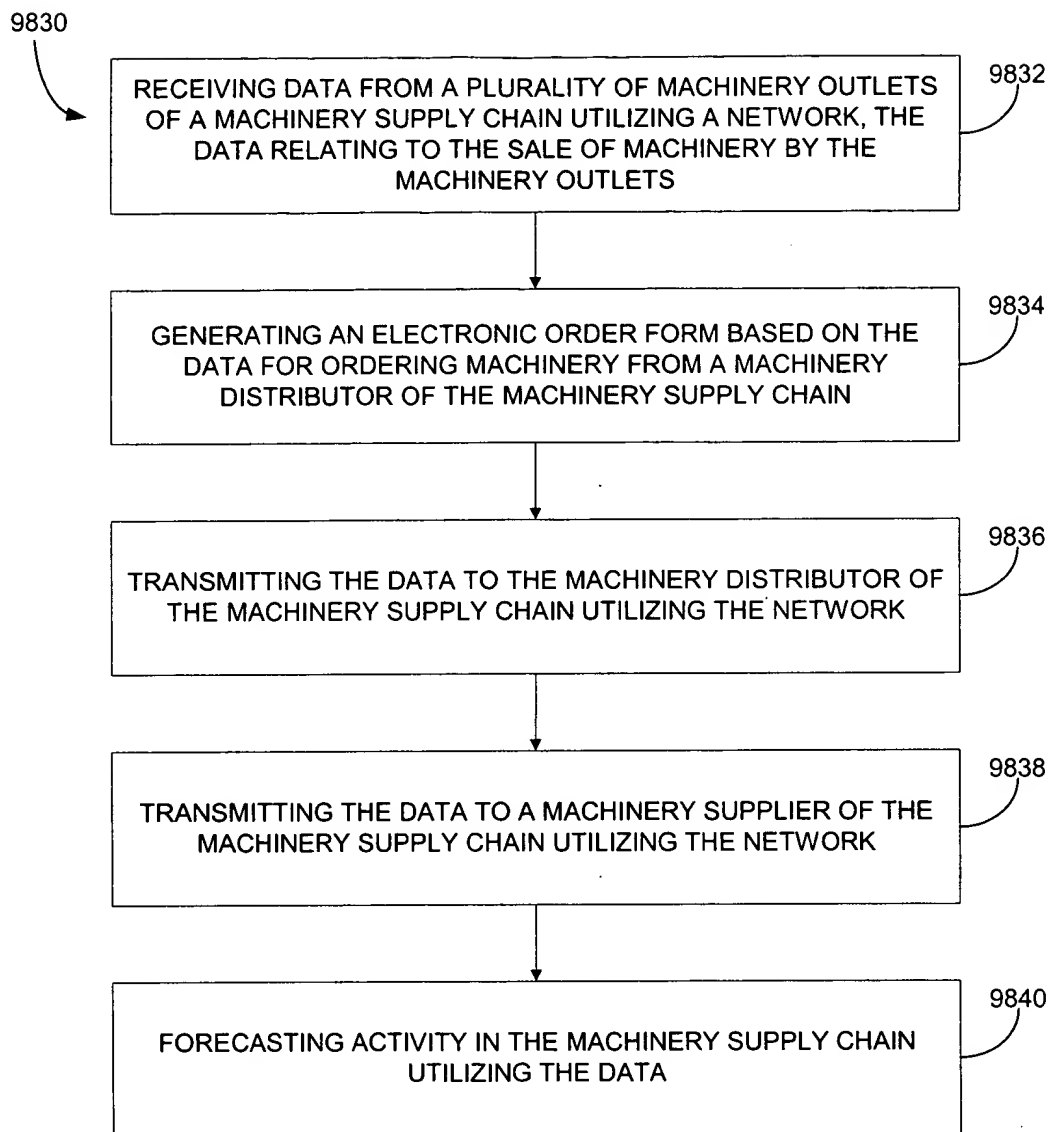 9830
9832
RECEIVING DATA FROM A PLURALITY OF MACHINERY OUTLETS
OF A MACHINERY SUPPLY CHAIN UTILIZING A NETWORK, THE
DATA RELATING TO THE SALE OF MACHINERY BY THE
MACHINERY OUTLETS
9834
GENERATING AN ELECTRONIC ORDER FORM BASED ON THE
DATA FOR ORDERING MACHINERY FROM A MACHINERY
DISTRIBUTOR OF THE MACHINERY SUPPLY CHAIN
9836
TRANSMITTING THE DATA TO THE MACHINERY DISTRIBUTOR OF
THE MACHINERY SUPPLY CHAIN UTILIZING THE NETWORK
9838
TRANSMITTING THE DATA TO A MACHINERY SUPPLIER OF THE
MACHINERY SUPPLY CHAIN UTILIZING THE NETWORK
9840
FORECASTING ACTIVITY IN THE MACHINERY SUPPLY CHAIN
UTILIZING THE DATA